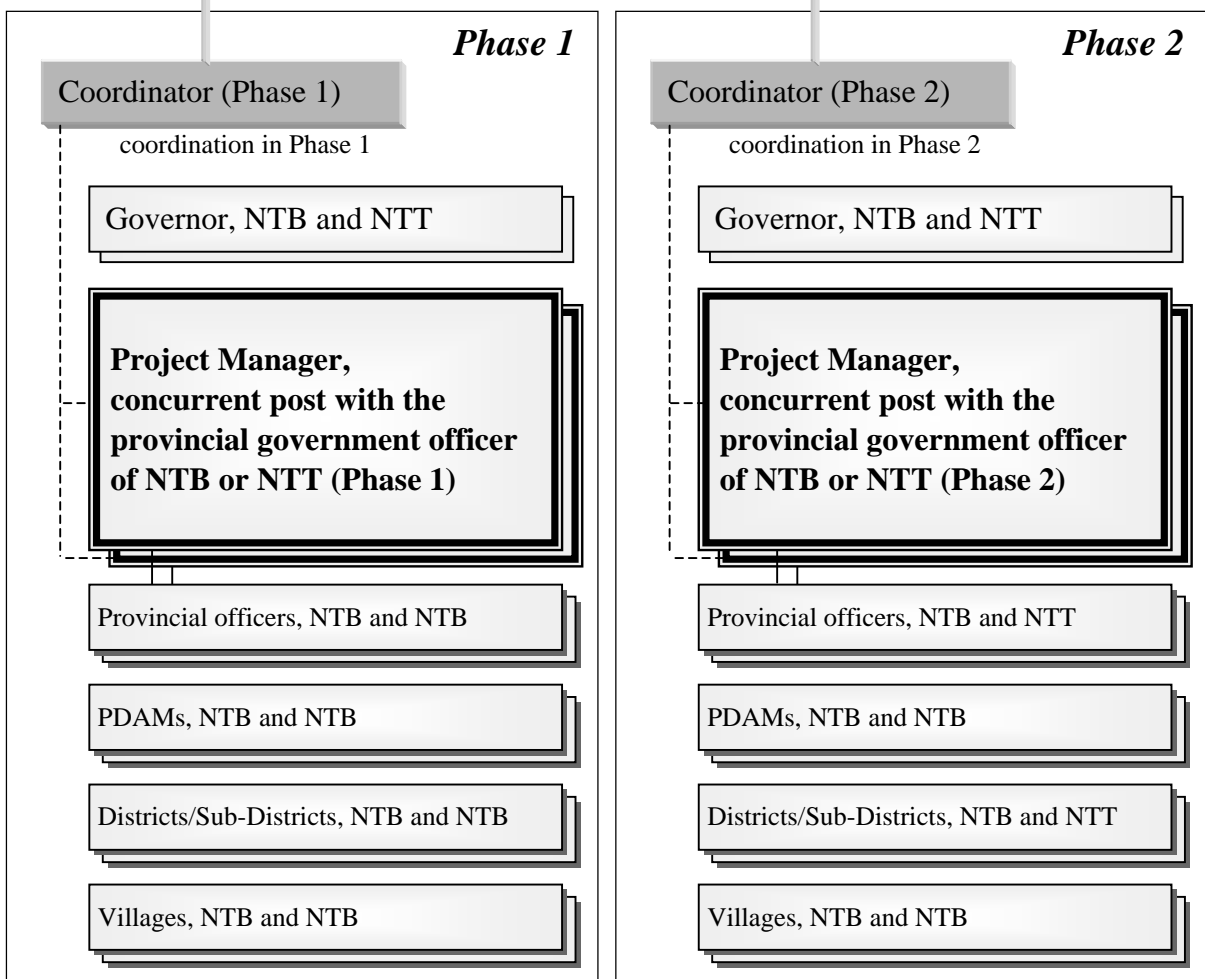 Phase 1
Coordinator (Phase 1)
coordination in Phase 1
Governor, NTB and NTT
Project Manager,
concurrent post with the
provincial government officer
of NTB or NTT (Phase 1)
Provincial officers, NTB and NTB
PDAMs, NTB and NTB
Districts/Sub-Districts, NTB and NTB
Villages, NTB and NTB
Phase 2
Coordinator (Phase 2)
coordination in Phase 2
Governor, NTB and NTT
Project Manager,
concurrent post with the
provincial government officer
of NTB or NTT (Phase 2)
Provincial officers, NTB and NTT
PDAMs, NTB and NTB
Districts/Sub-Districts, NTB and NTT
Villages, NTB and NTB